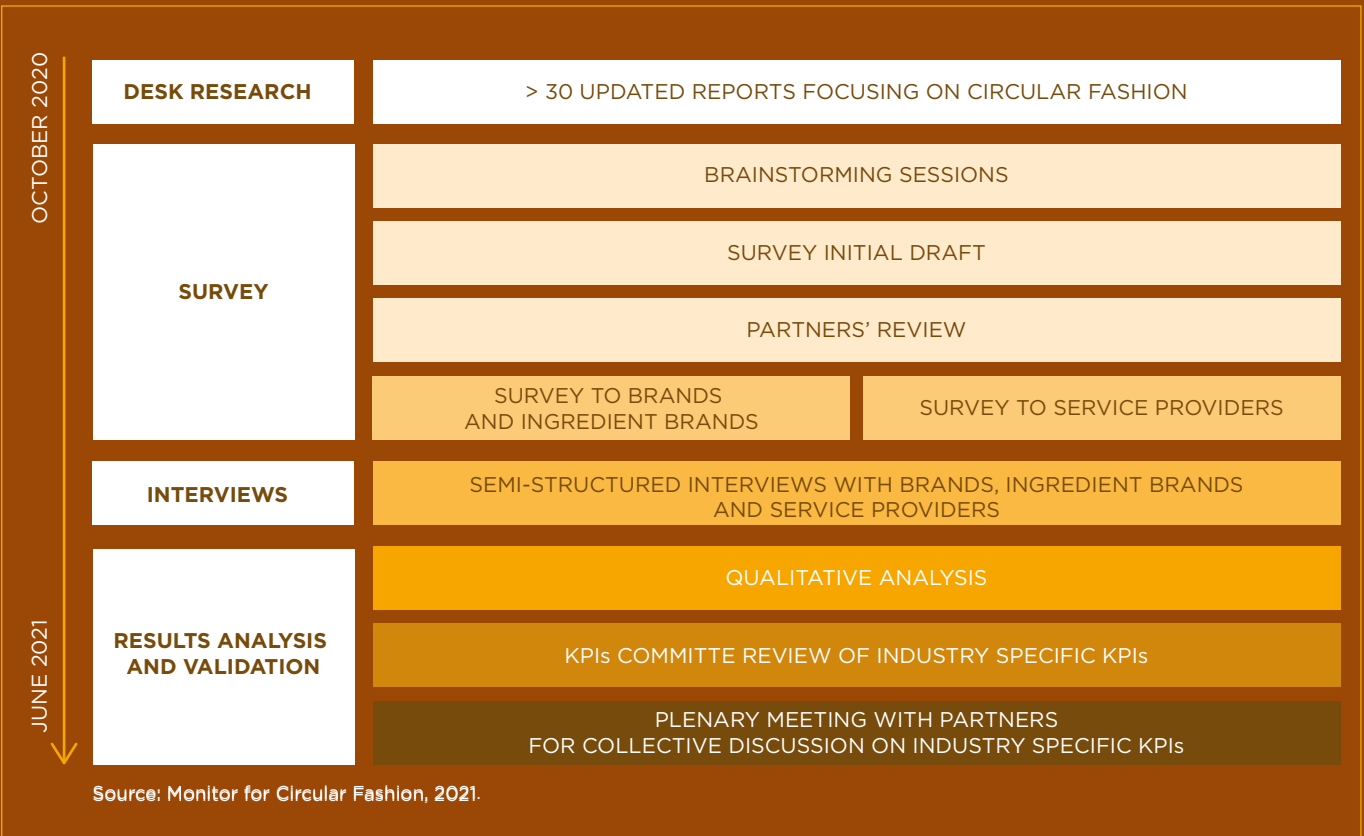 OCTOBER 2020
DESK RESEARCH
> 30 UPDATED REPORTS FOCUSING ON CIRCULAR FASHION
SURVEY
BRAINSTORMING SESSIONS
SURVEY INITIAL DRAFT
PARTNERS’ REVIEW
SURVEY TO BRANDS
AND INGREDIENT BRANDS
SURVEY TO SERVICE PROVIDERS
INTERVIEWS
SEMI-STRUCTURED INTERVIEWS WITH BRANDS, INGREDIENT BRANDS
AND SERVICE PROVIDERS
JUNE 2021
RESULTS ANALYSIS
AND VALIDATION
QUALITATIVE ANALYSIS
KPIs COMMITTE REVIEW OF INDUSTRY SPECIFIC KPIs
PLENARY MEETING WITH PARTNERS
FOR COLLECTIVE DISCUSSION ON INDUSTRY SPECIFIC KPIs
Source: Monitor for Circular Fashion, 2021.